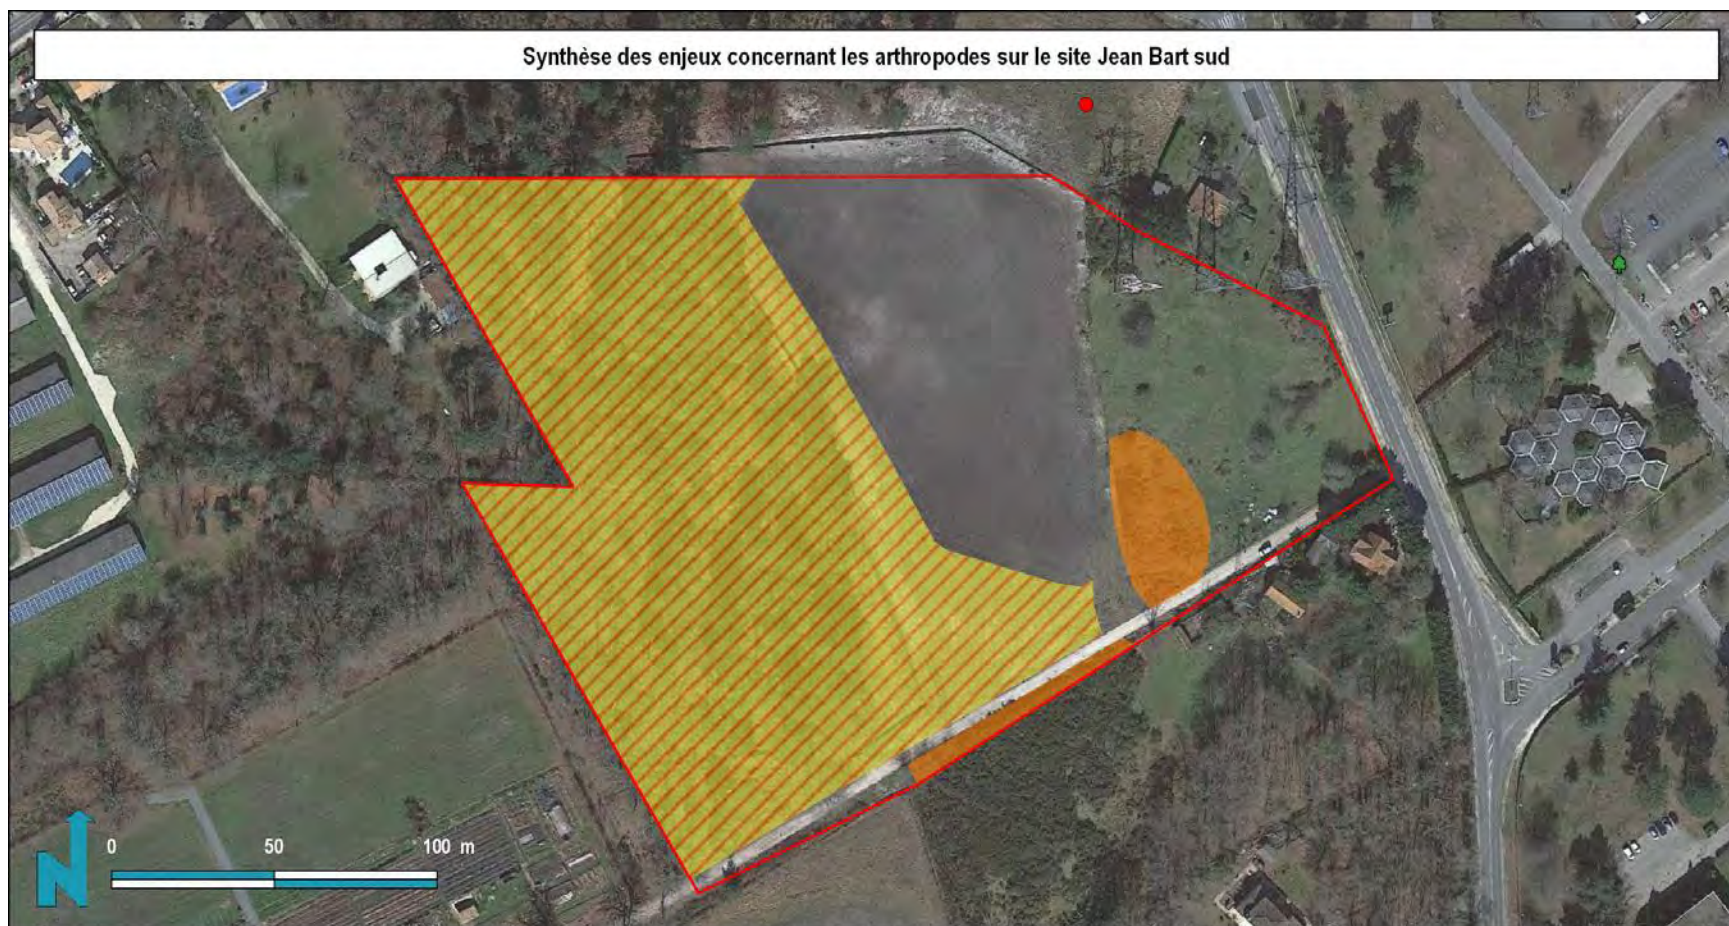 Synthèse des enjeux concernant les arthropodes sur le site Jean Bart sud
0 50 100 m
N